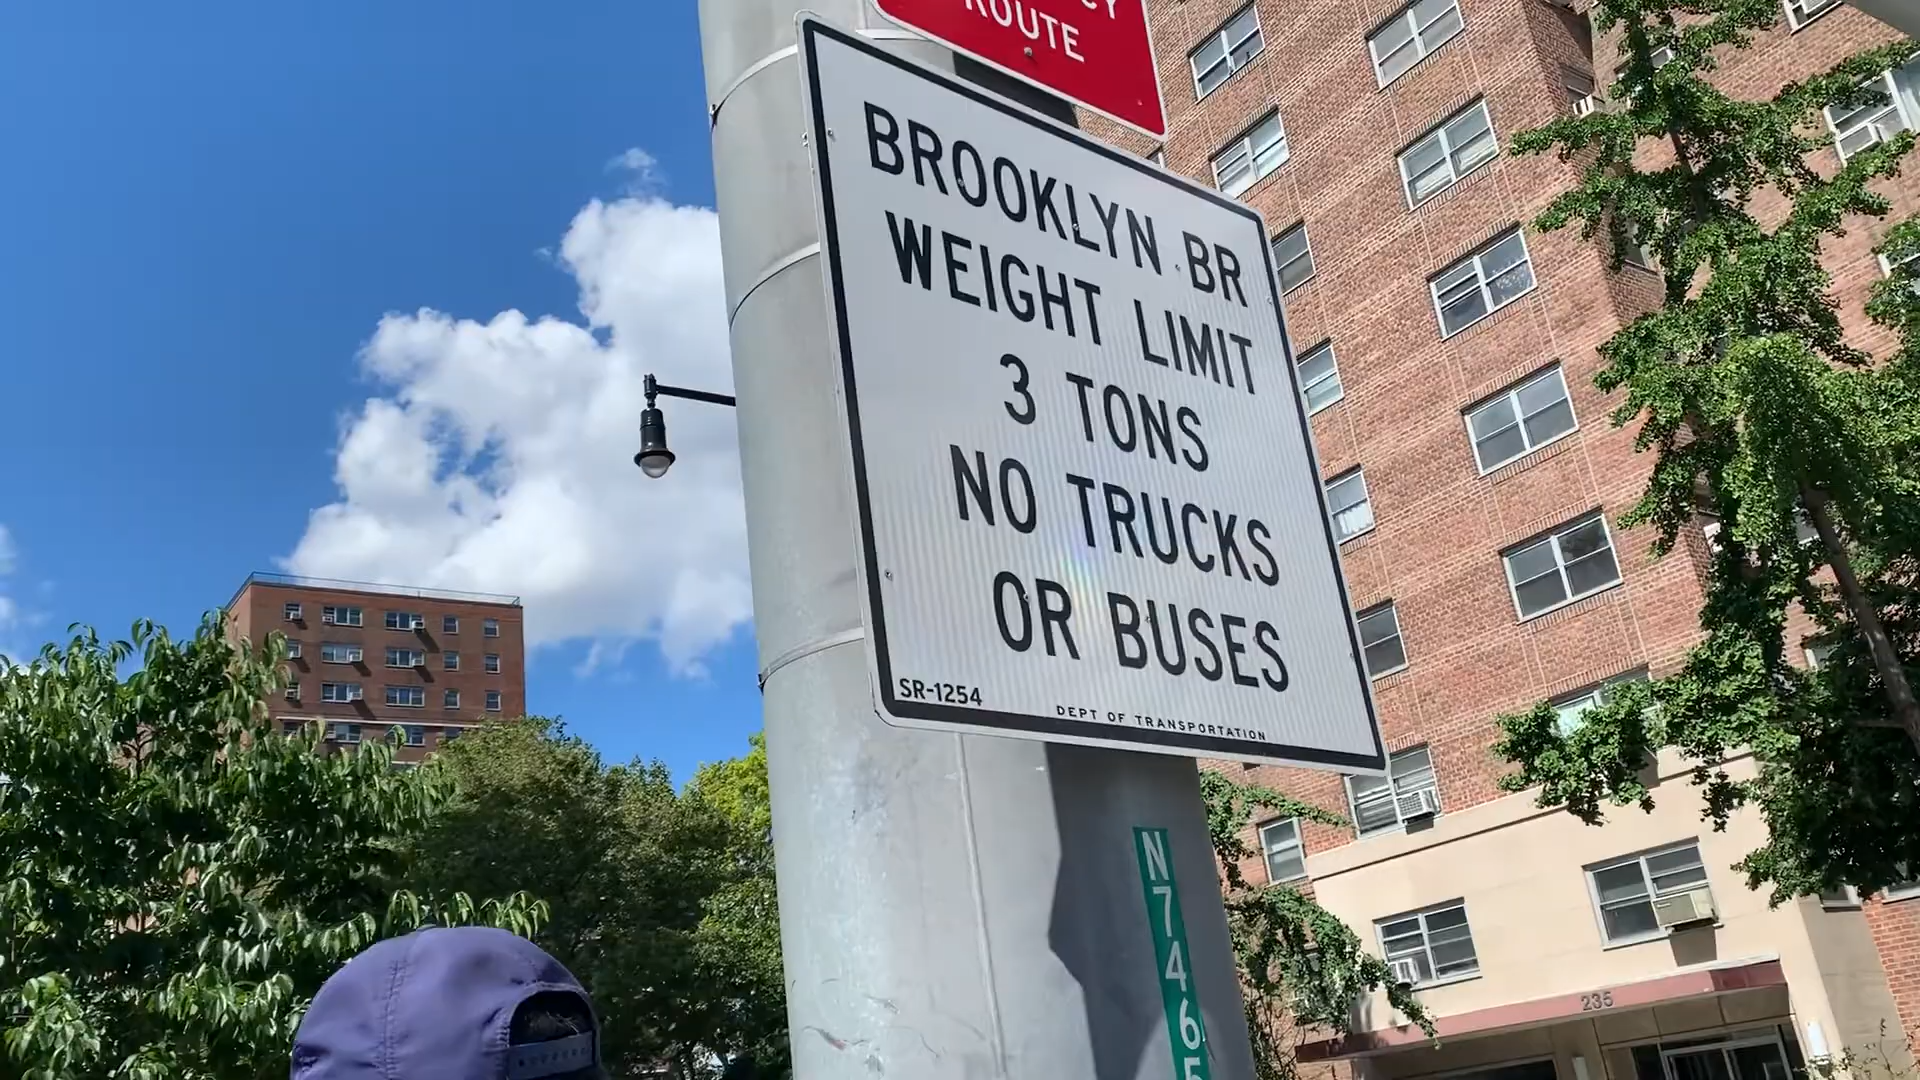 ROUTE
BROOKLYN BR
WEIGHT LIMIT
3 TONS
NO TRUCKS
OR BUSES
SR-1254
DEPT OF TRANSPORTATION
N7465
235